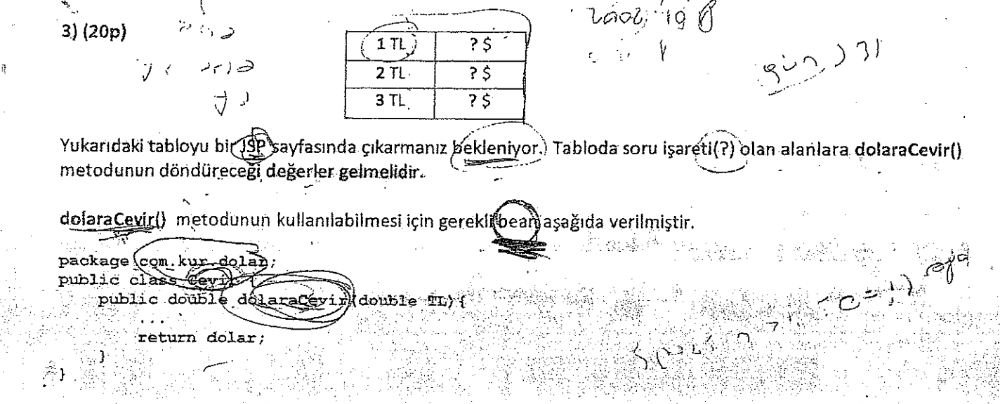 3) (20p)
1 TL ? $
2 TL ? $
3 TL ? $
gün
Yukarıdaki tabloyu bir JSP sayfasında çıkarmanız bekleniyor. Tabloda soru işareti(?) olan alanlara dolaraCevir()
metodunun döndüreceği değerler gelmelidir.
dolaraCevir() metodunun kullanılabilmesi için gerekli bean aşağıda verilmiştir.
package com.kur.dolar;
public class Cevir {
public double dolaraCevir(double TL){
...
return dolar;
}
}